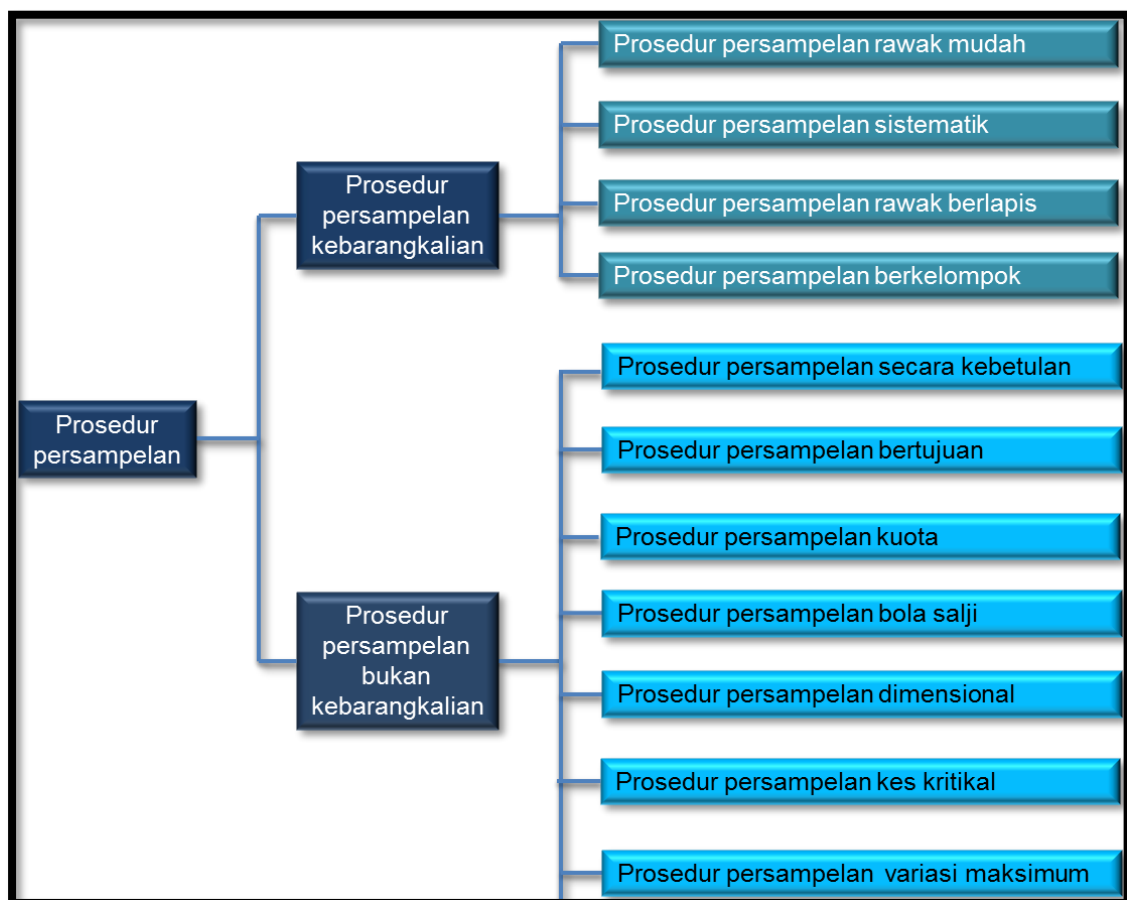 Prosedur
persampelan
Prosedur
persampelan
kebarangkalian
Prosedur persampelan rawak mudah
Prosedur persampelan sistematik
Prosedur persampelan rawak berlapis
Prosedur persampelan berkelompok
Prosedur
persampelan
bukan
kebarangkalian
Prosedur persampelan secara kebetulan
Prosedur persampelan bertujuan
Prosedur persampelan kuota
Prosedur persampelan bola salji
Prosedur persampelan dimensional
Prosedur persampelan kes kritikal
Prosedur persampelan variasi maksimum